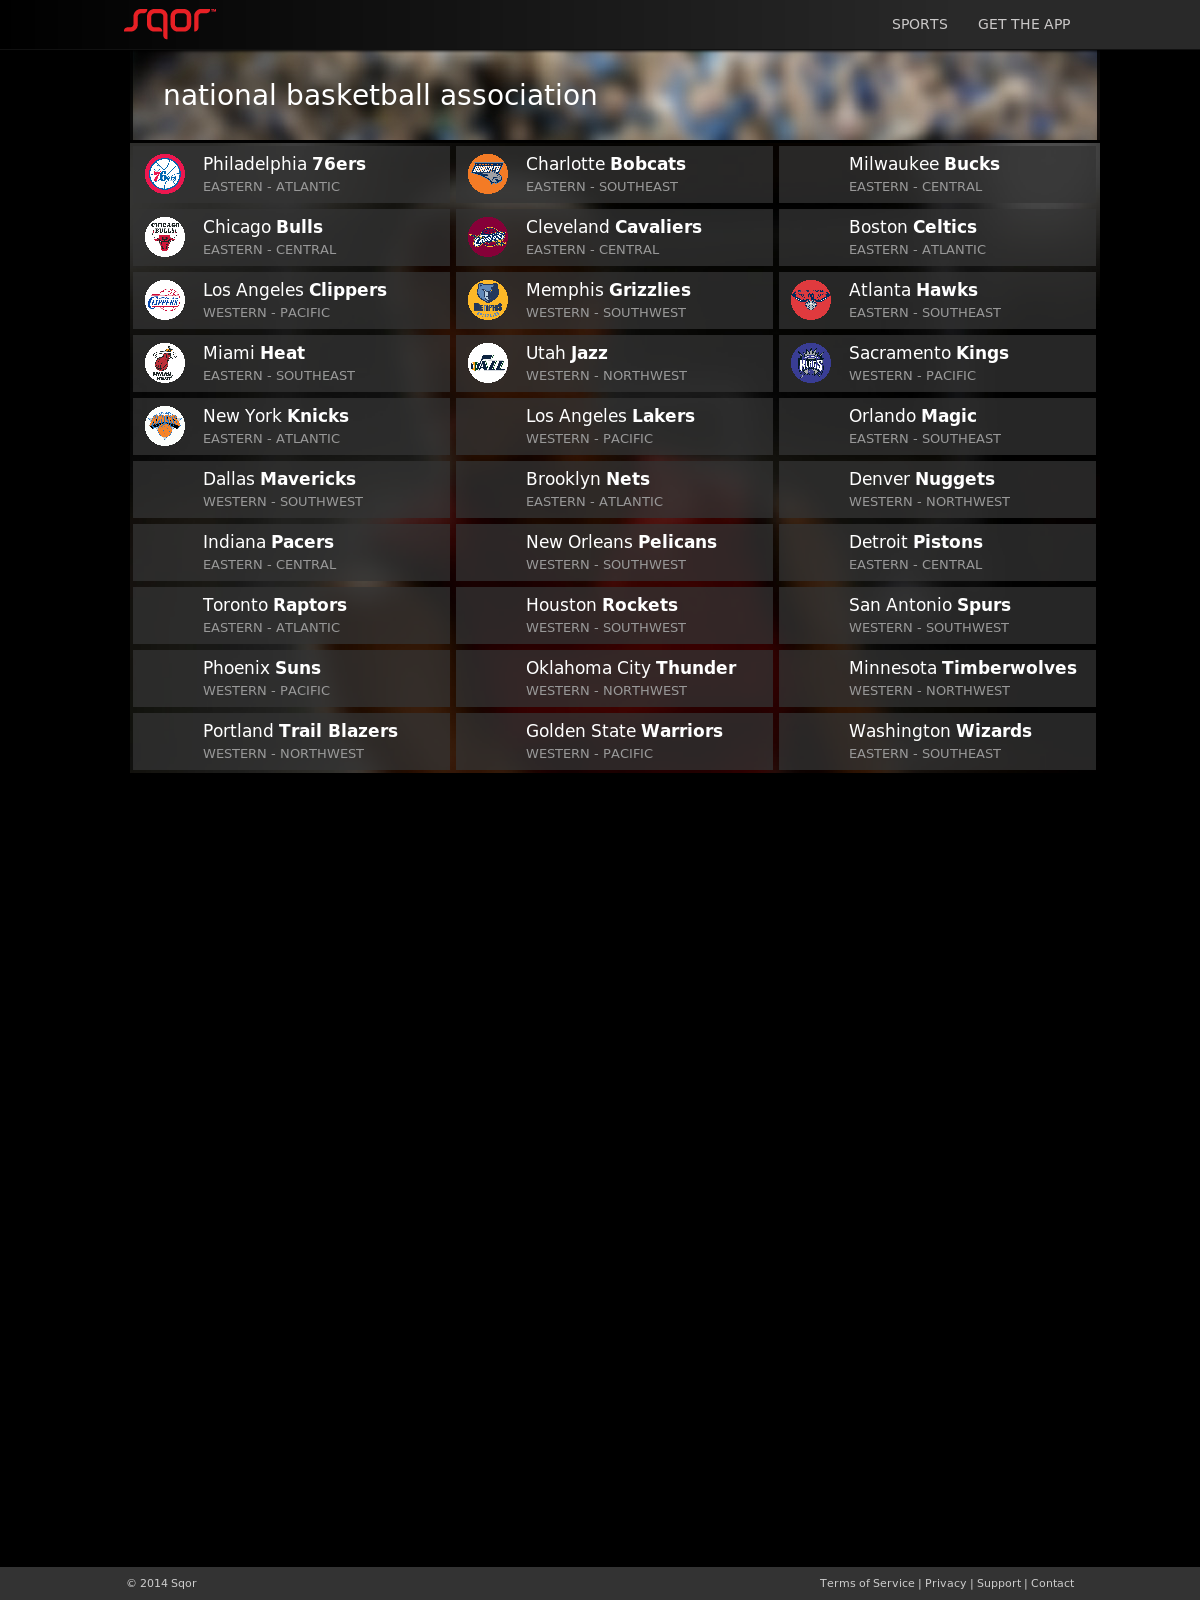 sqor™
SPORTS GET THE APP
national basketball association
Philadelphia 76ers
EASTERN - ATLANTIC
Charlotte Bobcats
EASTERN - SOUTHEAST
Milwaukee Bucks
EASTERN - CENTRAL
Chicago Bulls
EASTERN - CENTRAL
Cleveland Cavaliers
EASTERN - CENTRAL
Boston Celtics
EASTERN - ATLANTIC
Los Angeles Clippers
WESTERN - PACIFIC
Memphis Grizzlies
WESTERN - SOUTHWEST
Atlanta Hawks
EASTERN - SOUTHEAST
Miami Heat
EASTERN - SOUTHEAST
Utah Jazz
WESTERN - NORTHWEST
Sacramento Kings
WESTERN - PACIFIC
New York Knicks
EASTERN - ATLANTIC
Los Angeles Lakers
WESTERN - PACIFIC
Orlando Magic
EASTERN - SOUTHEAST
Dallas Mavericks
WESTERN - SOUTHWEST
Brooklyn Nets
EASTERN - ATLANTIC
Denver Nuggets
WESTERN - NORTHWEST
Indiana Pacers
EASTERN - CENTRAL
New Orleans Pelicans
WESTERN - SOUTHWEST
Detroit Pistons
EASTERN - CENTRAL
Toronto Raptors
EASTERN - ATLANTIC
Houston Rockets
WESTERN - SOUTHWEST
San Antonio Spurs
WESTERN - SOUTHWEST
Phoenix Suns
WESTERN - PACIFIC
Oklahoma City Thunder
WESTERN - NORTHWEST
Minnesota Timberwolves
WESTERN - NORTHWEST
Portland Trail Blazers
WESTERN - NORTHWEST
Golden State Warriors
WESTERN - PACIFIC
Washington Wizards
EASTERN - SOUTHEAST
© 2014 Sqor
Terms of Service | Privacy | Support | Contact